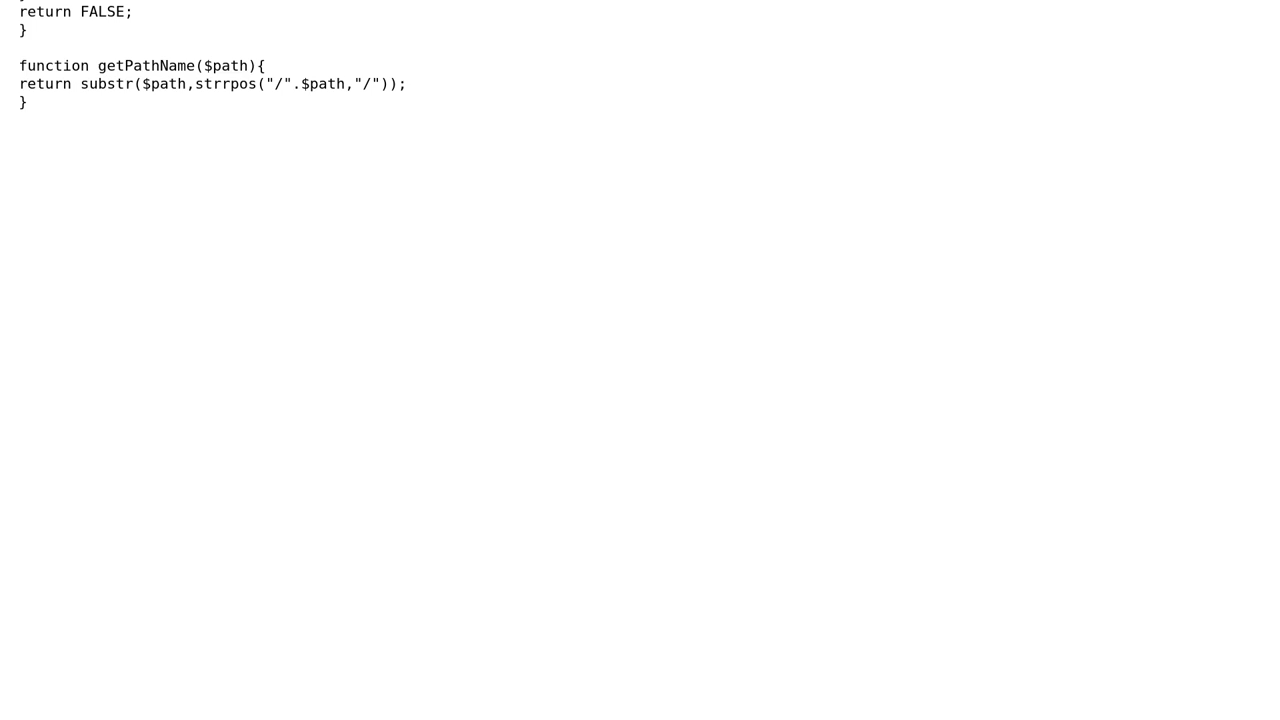 return FALSE;
}

function getPathName($path){
return substr($path,strrpos("/".$path,"/"));
}